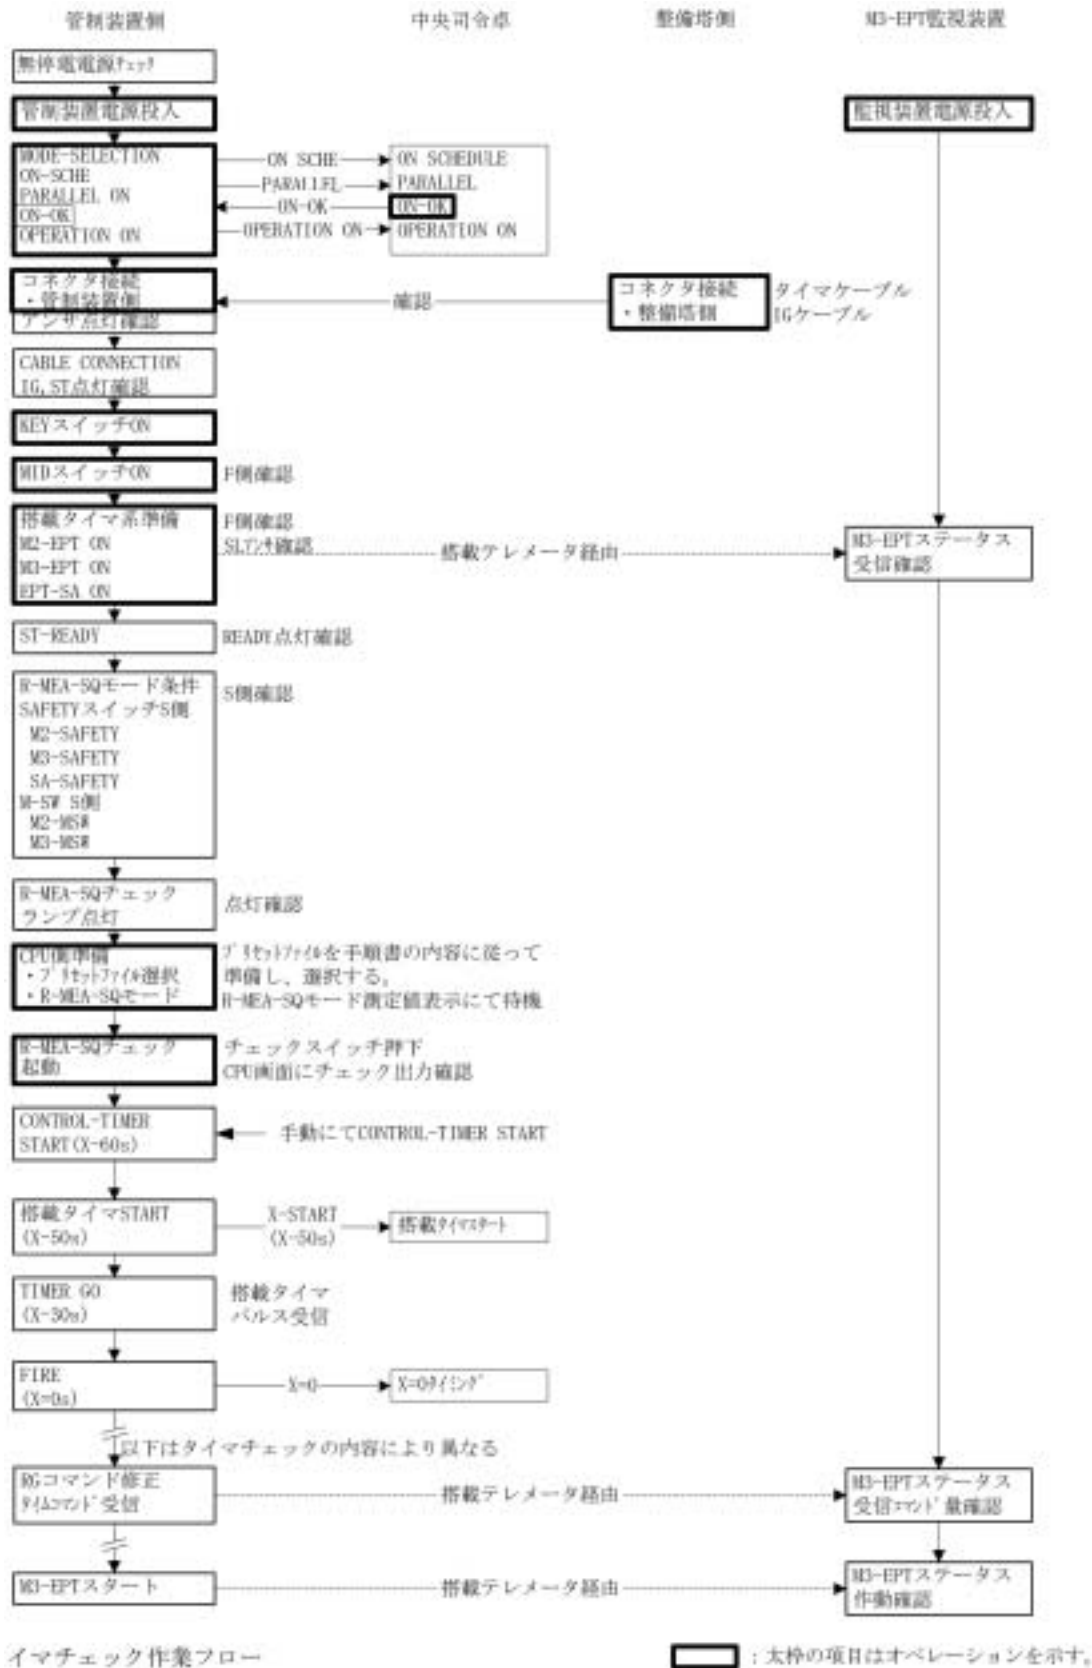 管制装置側
中央司令卓
整備塔側
M3-EPT監視装置
無停電電源チェック
管制装置電源投入
監視装置電源投入
MODE-SELECTION
ON-SCHE
PARALLEL ON
ON-OK
OPERATION ON
ON SCHE
PARALLEL
ON-OK
OPERATION ON
ON SCHEDULE
PARALLEL
ON-OK
OPERATION ON
コネクタ接続
・管制装置側
アンサ点灯確認
確認
コネクタ接続
・整備塔側
タイマケーブル
IGケーブル
CABLE CONNECTION
IG,ST点灯確認
KEYスイッチON
MIDスイッチON
F側確認
搭載タイマ系準備
M2-EPT ON
M3-EPT ON
EPT-SA ON
F側確認
SLアンサ確認
搭載テレメータ経由
M3-EPTステータス
受信確認
ST-READY
READY点灯確認
R-MEA-SQモード条件
SAFETYスイッチS側
M2-SAFETY
M3-SAFETY
SA-SAFETY
M-SW S側
M2-MSW
M3-MSW
S側確認
R-MEA-SQチェック
ランプ点灯
点灯確認
CPU側準備
・プリセットファイル選択
・R-MEA-SQモード
プリセットファイルを手順書の内容に従って
準備し、選択する。
R-MEA-SQモード測定値表示にて待機
R-MEA-SQチェック
起動
チェックスイッチ押下
CPU画面にチェック出力確認
CONTROL-TIMER
START(X-60s)
手動にてCONTROL-TIMER START
搭載タイマSTART
(X-50s)
X-START
(X-50s)
搭載タイマスタート
TIMER GO
(X-30s)
搭載タイマ
パルス受信
FIRE
(X=0s)
X=0
X=0タイミング
以下はタイマチェックの内容により異なる
RGコマンド修正
タイムコマンド受信
搭載テレメータ経由
M3-EPTステータス
受信コマンド量確認
M3-EPTスタート
搭載テレメータ経由
M3-EPTステータス
作動確認
イマチェック作業フロー
：太枠の項目はオペレーションを示す。